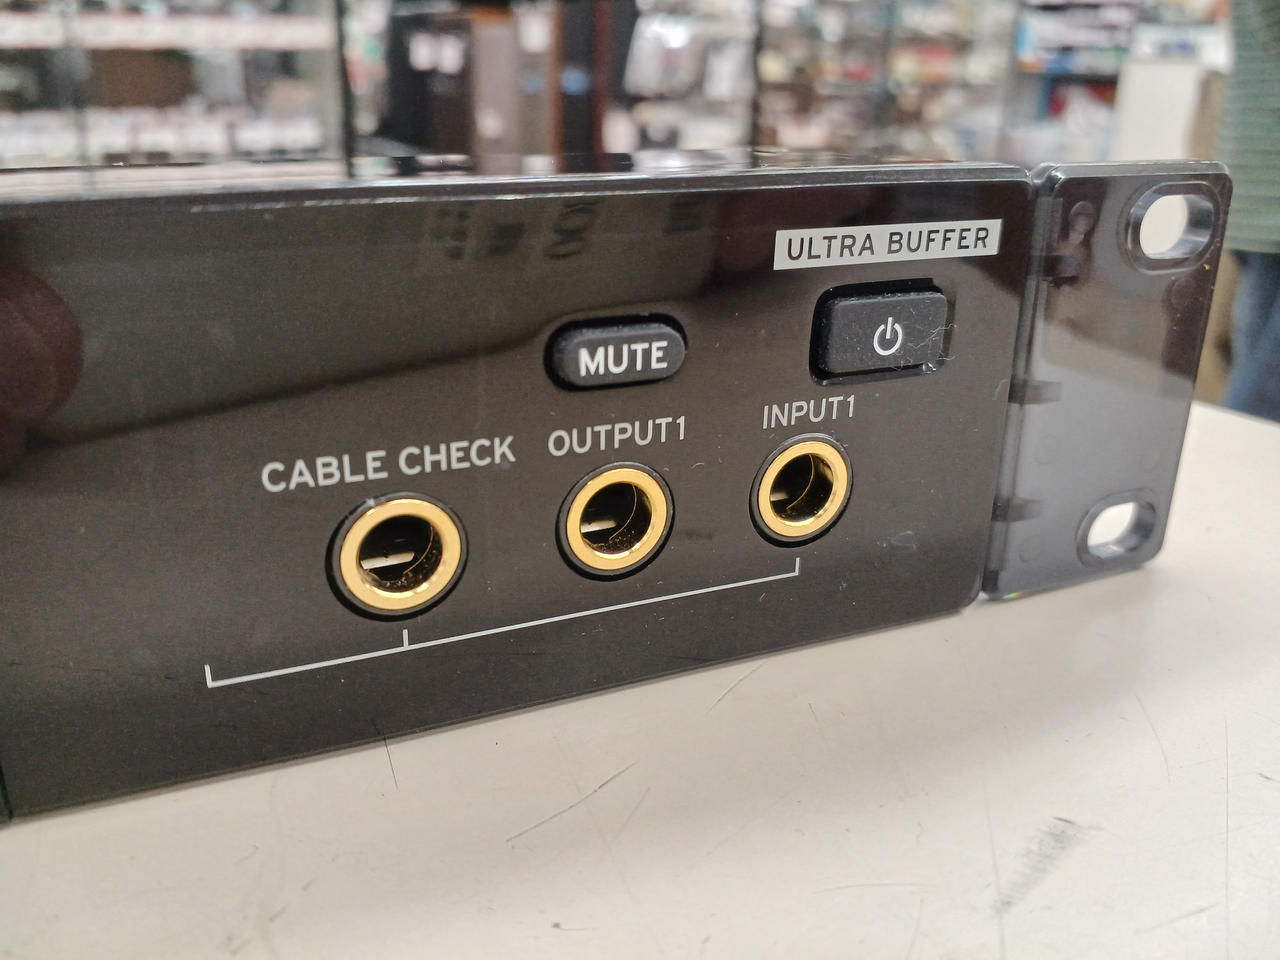 ULTRA BUFFER
MUTE
CABLE CHECK
OUTPUT1
INPUT1